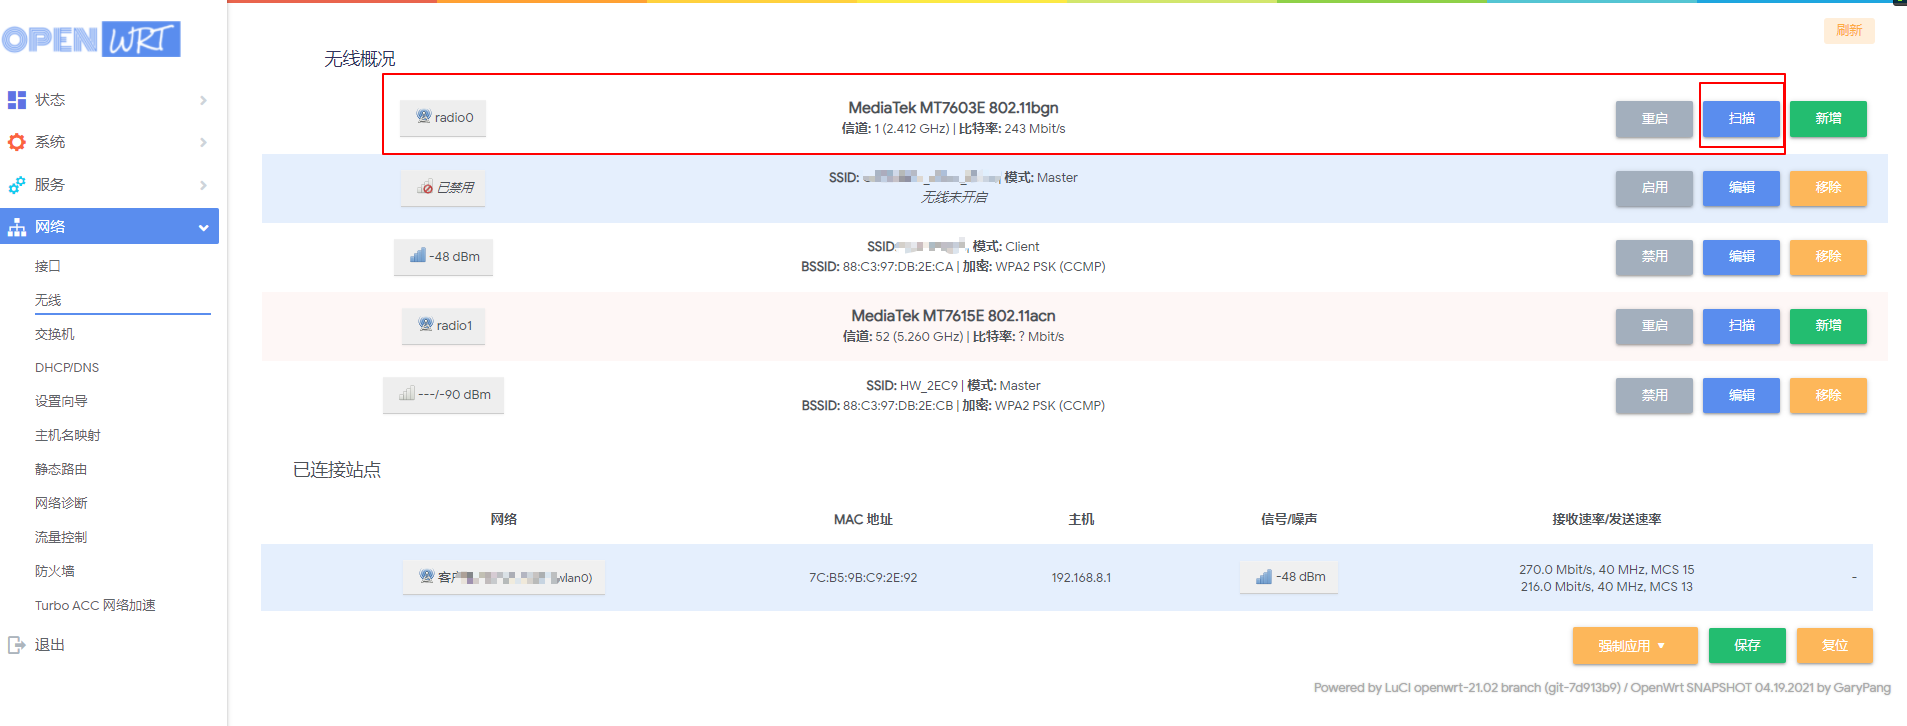 OPENWRT
状态
系统
服务
网络
接口
无线
交换机
DHCP/DNS
设置向导
主机名映射
静态路由
网络诊断
流量控制
防火墙
Turbo ACC 网络加速
退出
刷新
无线概况
radio0
MediaTek MT7603E 802.11bgn
信道: 1 (2.412 GHz) | 比特率: 243 Mbit/s
重启 扫描 新增
已禁用
SSID: 模式: Master
无线未开启
启用 编辑 移除
-48 dBm
SSID: 模式: Client
BSSID: 88:C3:97:DB:2E:CA | 加密: WPA2 PSK (CCMP)
禁用 编辑 移除
radio1
MediaTek MT7615E 802.11acn
信道: 52 (5.260 GHz) | 比特率: ? Mbit/s
重启 扫描 新增
---/-90 dBm
SSID: HW_2EC9 | 模式: Master
BSSID: 88:C3:97:DB:2E:CB | 加密: WPA2 PSK (CCMP)
禁用 编辑 移除
已连接站点
网络 MAC 地址 主机 信号/噪声 接收速率/发送速率
wlan0) 7C:B5:9B:C9:2E:92 192.168.8.1 -48 dBm
270.0 Mbit/s, 40 MHz, MCS 15
216.0 Mbit/s, 40 MHz, MCS 13
-
强制应用 保存 复位
Powered by LuCI openwrt-21.02 branch (git-7d913b9) / OpenWrt SNAPSHOT 04.19.2021 by GaryPang